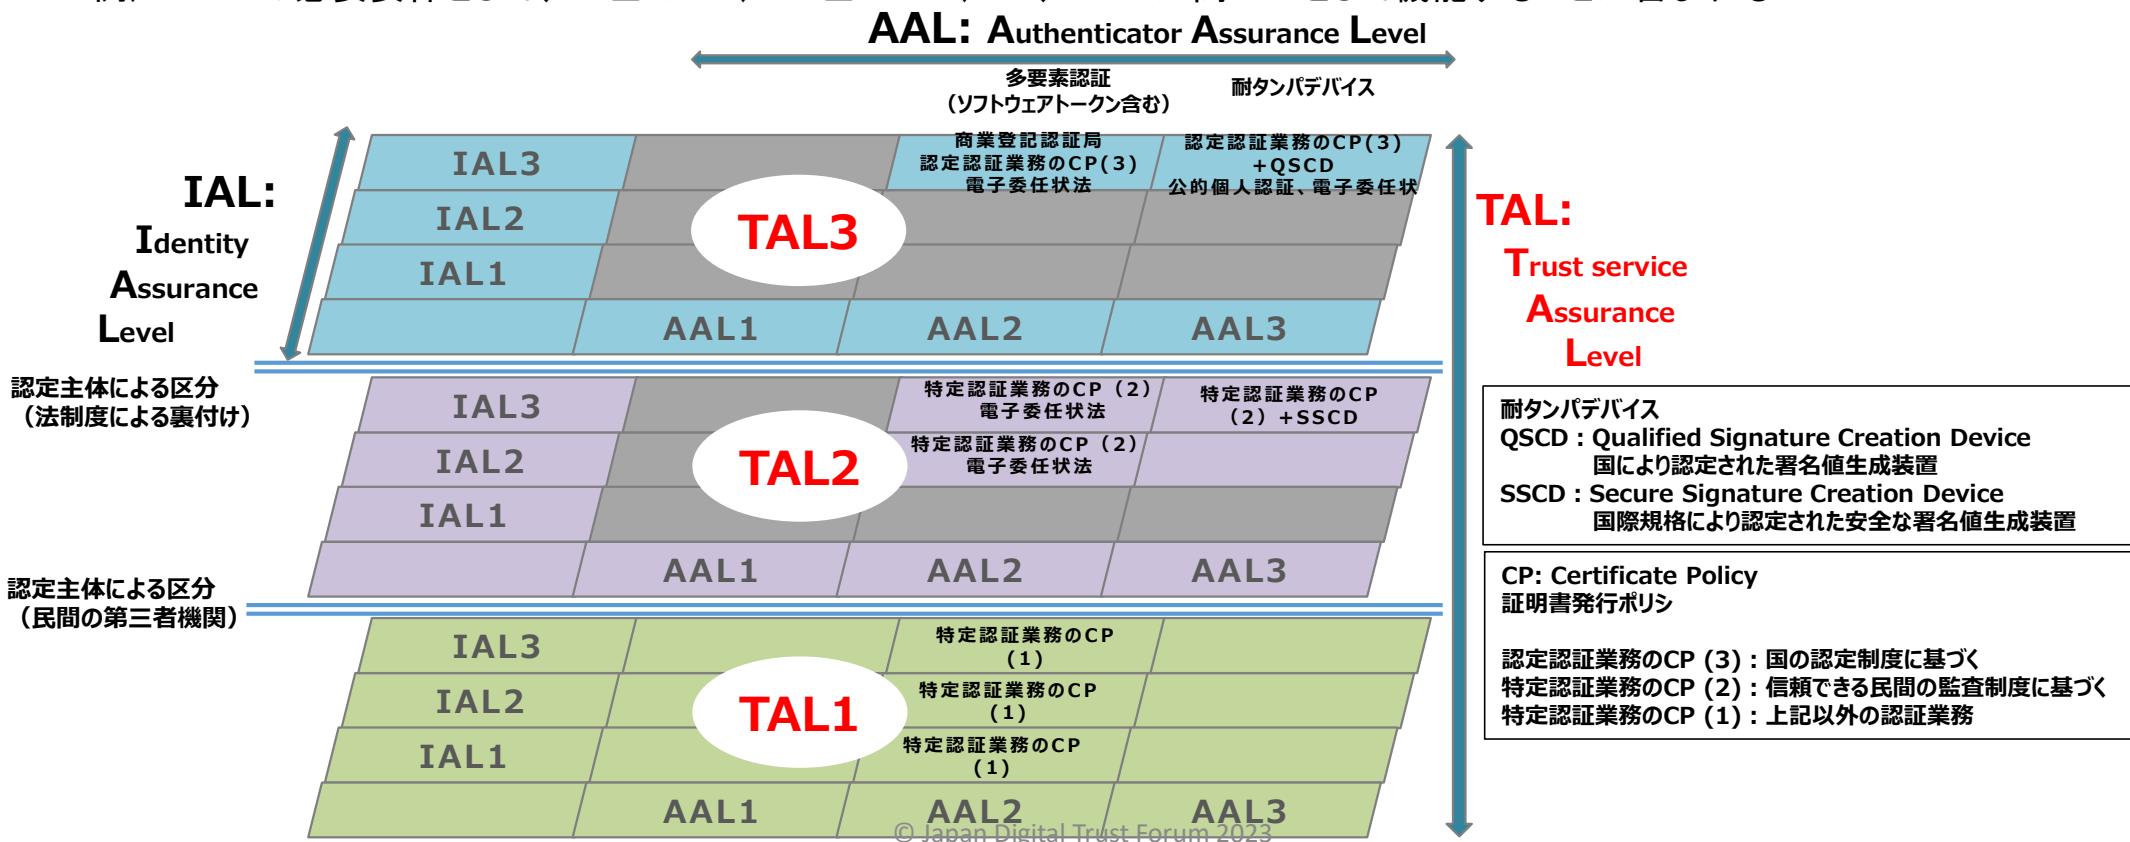 AAL: Authenticator Assurance Level
多要素認証
（ソフトウェアトークン含む）
耐タンパデバイス
IAL:
Identity
Assurance
Level
IAL3
商業登記認証局
認定認証業務のCP(3)
電子委任状法
認定認証業務のCP(3)
+QSCD
公的個人認証、電子委任状
IAL2
IAL1
TAL3
AAL1
AAL2
AAL3
TAL:
Trust service
Assurance
Level
認定主体による区分
（法制度による裏付け）
IAL3
特定認証業務のCP（2）
電子委任状法
特定認証業務のCP
（2）+SSCD
IAL2
特定認証業務のCP（2）
電子委任状法
IAL1
TAL2
AAL1
AAL2
AAL3
認定主体による区分
（民間の第三者機関）
IAL3
特定認証業務のCP
(1)
IAL2
特定認証業務のCP
(1)
IAL1
特定認証業務のCP
(1)
TAL1
AAL1
AAL2
AAL3
耐タンパデバイス
QSCD：Qualified Signature Creation Device
国により認定された署名値生成装置
SSCD：Secure Signature Creation Device
国際規格により認定された安全な署名値生成装置
CP: Certificate Policy
証明書発行ポリシ
認定認証業務のCP (3)：国の認定制度に基づく
特定認証業務のCP (2)：信頼できる民間の監査制度に基づく
特定認証業務のCP (1)：上記以外の認証業務
© Japan Digital Trust Forum 2023